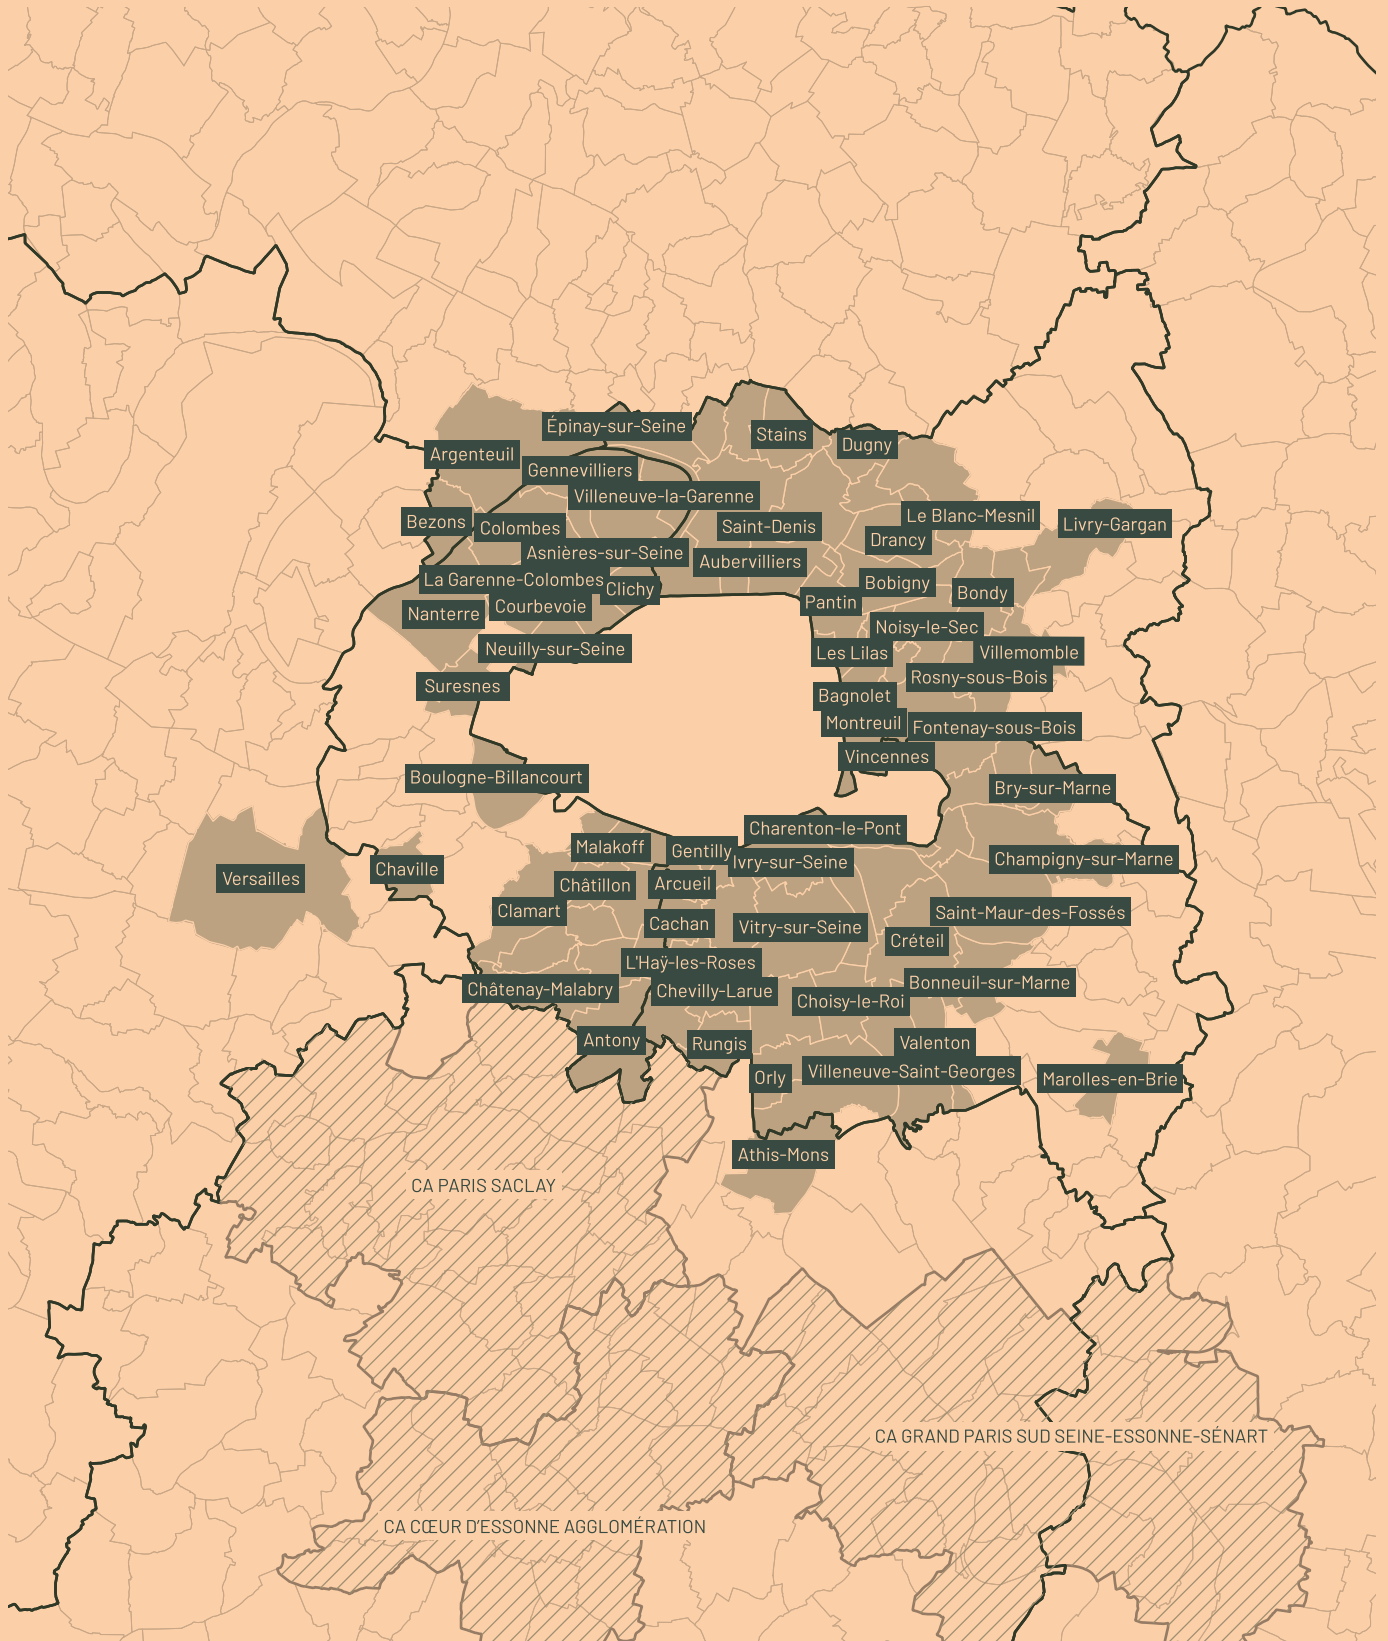 Épinay-sur-Seine
Stains
Dugny
Argenteuil
Gennevilliers
Villeneuve-la-Garenne
Le Blanc-Mesnil
Livry-Gargan
Bezons
Colombes
Saint-Denis
Drancy
Asnières-sur-Seine
Aubervilliers
La Garenne-Colombes
Clichy
Bobigny
Bondy
Nanterre
Courbevoie
Pantin
Noisy-le-Sec
Neuilly-sur-Seine
Les Lilas
Villemomble
Suresnes
Rosny-sous-Bois
Bagnolet
Montreuil
Fontenay-sous-Bois
Vincennes
Boulogne-Billancourt
Bry-sur-Marne
Charenton-le-Pont
Malakoff
Gentilly
Ivry-sur-Seine
Champigny-sur-Marne
Chaville
Versailles
Châtillon
Arcueil
Clamart
Saint-Maur-des-Fossés
Cachan
Vitry-sur-Seine
Créteil
L'Haÿ-les-Roses
Bonneuil-sur-Marne
Châtenay-Malabry
Chevilly-Larue
Choisy-le-Roi
Antony
Rungis
Valenton
Villeneuve-Saint-Georges
Orly
Marolles-en-Brie
Athis-Mons
CA PARIS SACLAY
CA GRAND PARIS SUD SEINE-ESSONNE-SÉNART
CA CŒUR D’ESSONNE AGGLOMÉRATION